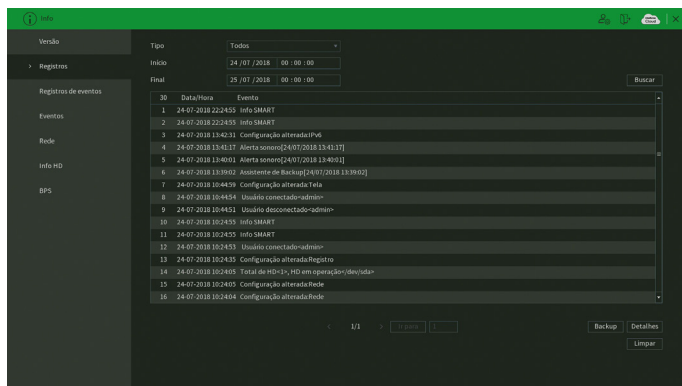 Info
Versão
Registros
Registros de eventos
Eventos
Rede
Info HD
BPS
Tipo Todos
Início 24 /07 /2018 00 : 00 : 00
Final 25 /07 /2018 00 : 00 : 00
Buscar
30 Data/Hora Evento
1 24-07-2018 22:24:55 Info SMART
2 24-07-2018 22:24:55 Info SMART
3 24-07-2018 13:42:31 Configuração alterada:IPv6
4 24-07-2018 13:41:17 Alerta sonoro[24/07/2018 13:41:17]
5 24-07-2018 13:40:01 Alerta sonoro[24/07/2018 13:40:01]
6 24-07-2018 13:39:02 Assistente de Backup[24/07/2018 13:39:02]
7 24-07-2018 10:44:59 Configuração alterada:Tela
8 24-07-2018 10:44:54 Usuário conectado<admin>
9 24-07-2018 10:44:51 Usuário desconectado<admin>
10 24-07-2018 10:24:55 Info SMART
11 24-07-2018 10:24:55 Info SMART
12 24-07-2018 10:24:53 Usuário conectado<admin>
13 24-07-2018 10:24:35 Configuração alterada:Registro
14 24-07-2018 10:24:05 Total de HD<1>, HD em operação</dev/sda>
15 24-07-2018 10:24:05 Configuração alterada:Rede
16 24-07-2018 10:24:04 Configuração alterada:Rede
1/1 Ir para 1
Backup Detalhes
Limpar